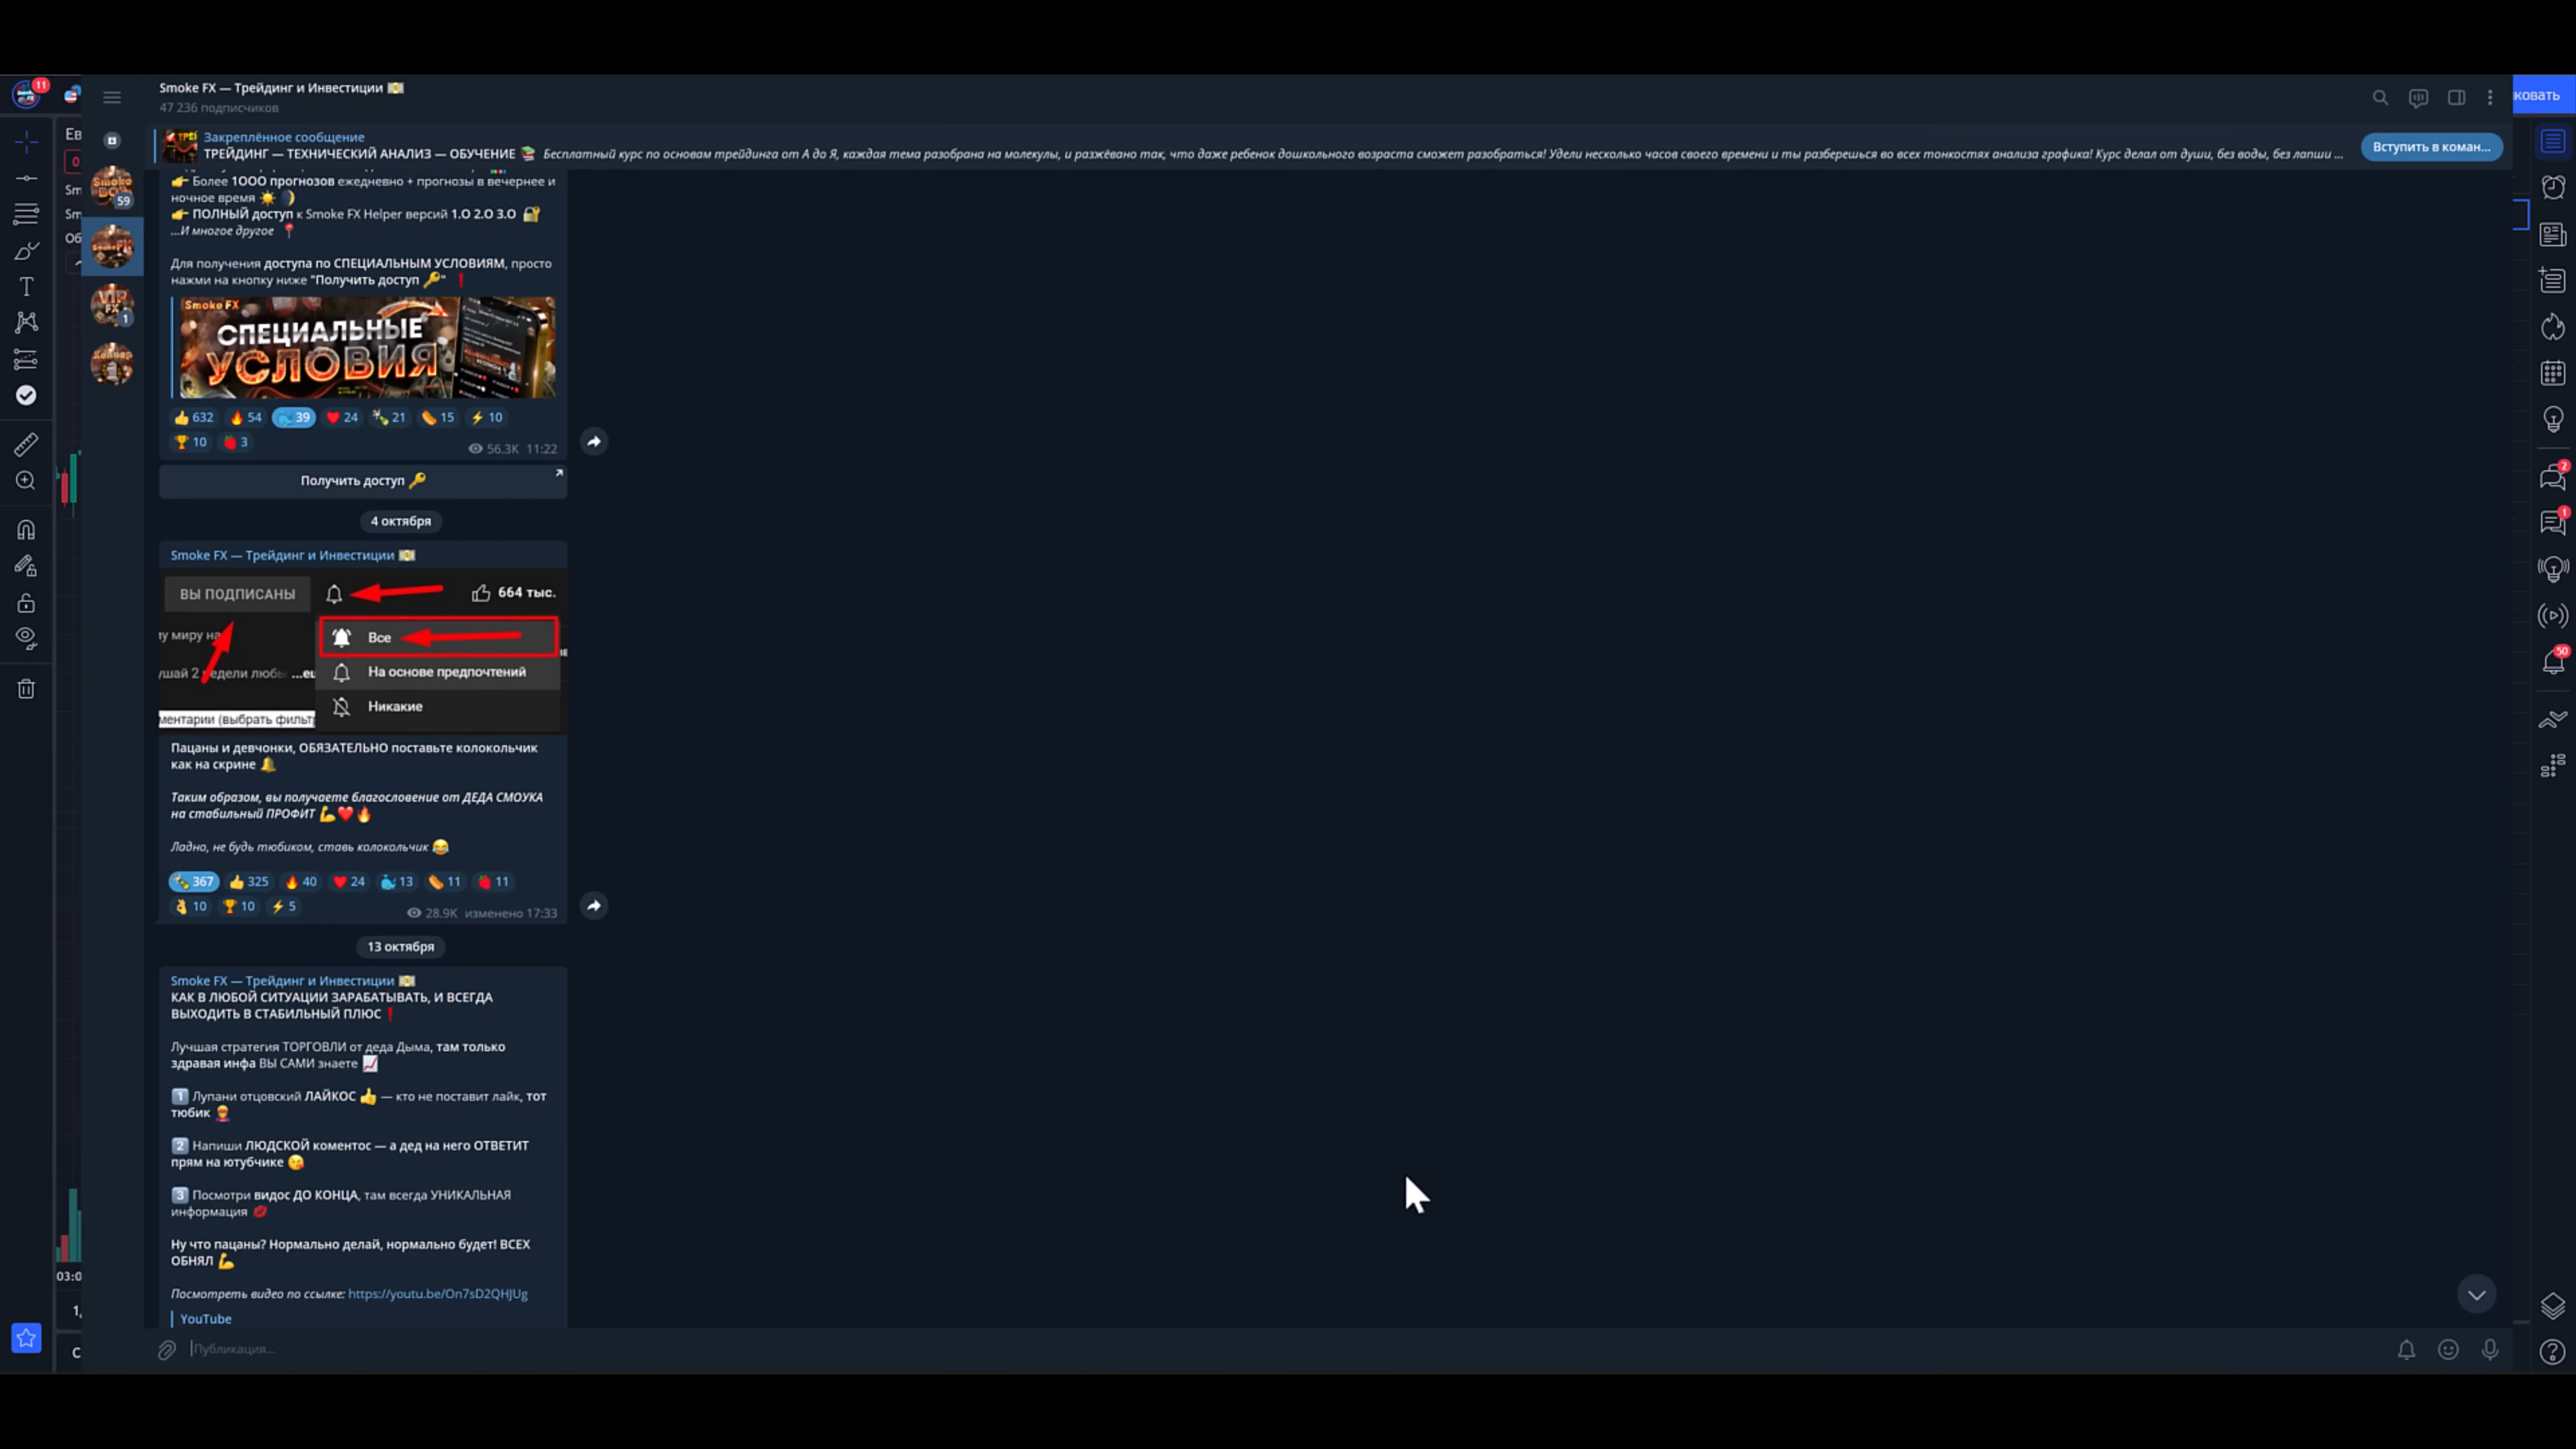 Smoke FX — Трейдинг и Инвестиции
47 236 подписчиков
Закреплённое сообщение
ТРЕЙДИНГ — ТЕХНИЧЕСКИЙ АНАЛИЗ — ОБУЧЕНИЕ Бесплатный курс по основам трейдинга от А до Я, каждая тема разобрана на молекулы, и разжёвано так, что даже ребенок дошкольного возраста сможет разобраться! Удели несколько часов своего времени и ты разберешься во всех тонкостях анализа графика! Курс делал от души, без воды, без лапши ...
Вступить в коман...
ковать
11
59
1
2
1
50
👉 Более 1OOO прогнозов ежедневно + прогнозы в вечернее и
ночное время ☀️ 🌖
👉 ПОЛНЫЙ доступ к Smoke FX Helper версий 1.O 2.O 3.O 🔐
...И многое другое 📍
Для получения доступа по СПЕЦИАЛЬНЫМ УСЛОВИЯМ, просто
нажми на кнопку ниже "Получить доступ 🔑" ❗
Smoke FX
СПЕЦИАЛЬНЫЕ
УСЛОВИЯ
👍 632 🔥 54 🐳 39 ❤️ 24 🍾 21 🌭 15 ⚡ 10
🏆 10 🍓 3
56.3K 11:22
Получить доступ 🔑
4 октября
Smoke FX — Трейдинг и Инвестиции
ВЫ ПОДПИСАНЫ
664 тыс.
Все
На основе предпочтений
Никакие
ментарии (выбрать фильт
Пацаны и девчонки, ОБЯЗАТЕЛЬНО поставьте колокольчик
как на скрине 🔔
Таким образом, вы получаете благословение от ДЕДА СМОУКА
на стабильный ПРОФИТ 💪❤️🔥
Ладно, не будь тюбиком, ставь колокольчик 😂
🍾 367 👍 325 🔥 40 ❤️ 24 🐳 13 🌭 11 🍓 11
👌 10 🏆 10 ⚡ 5
28.9K изменено 17:33
13 октября
Smoke FX — Трейдинг и Инвестиции
КАК В ЛЮБОЙ СИТУАЦИИ ЗАРАБАТЫВАТЬ, И ВСЕГДА
ВЫХОДИТЬ В СТАБИЛЬНЫЙ ПЛЮС❗
Лучшая стратегия ТОРГОВЛИ от деда Дыма, там только
здравая инфа ВЫ САМИ знаете 📈
1️⃣ Лупани отцовский ЛАЙКОС 👍 — кто не поставит лайк, тот
тюбик
2️⃣ Напиши ЛЮДСКОЙ коментос — а дед на него ОТВЕТИТ
прям на ютубчике 😘
3️⃣ Посмотри видос ДО КОНЦА, там всегда УНИКАЛЬНАЯ
информация 💋
Ну что пацаны? Нормально делай, нормально будет! ВСЕХ
ОБНЯЛ 💪
Посмотреть видео по ссылке: https://youtu.be/On7sD2QHJUg
YouTube
Публикация...